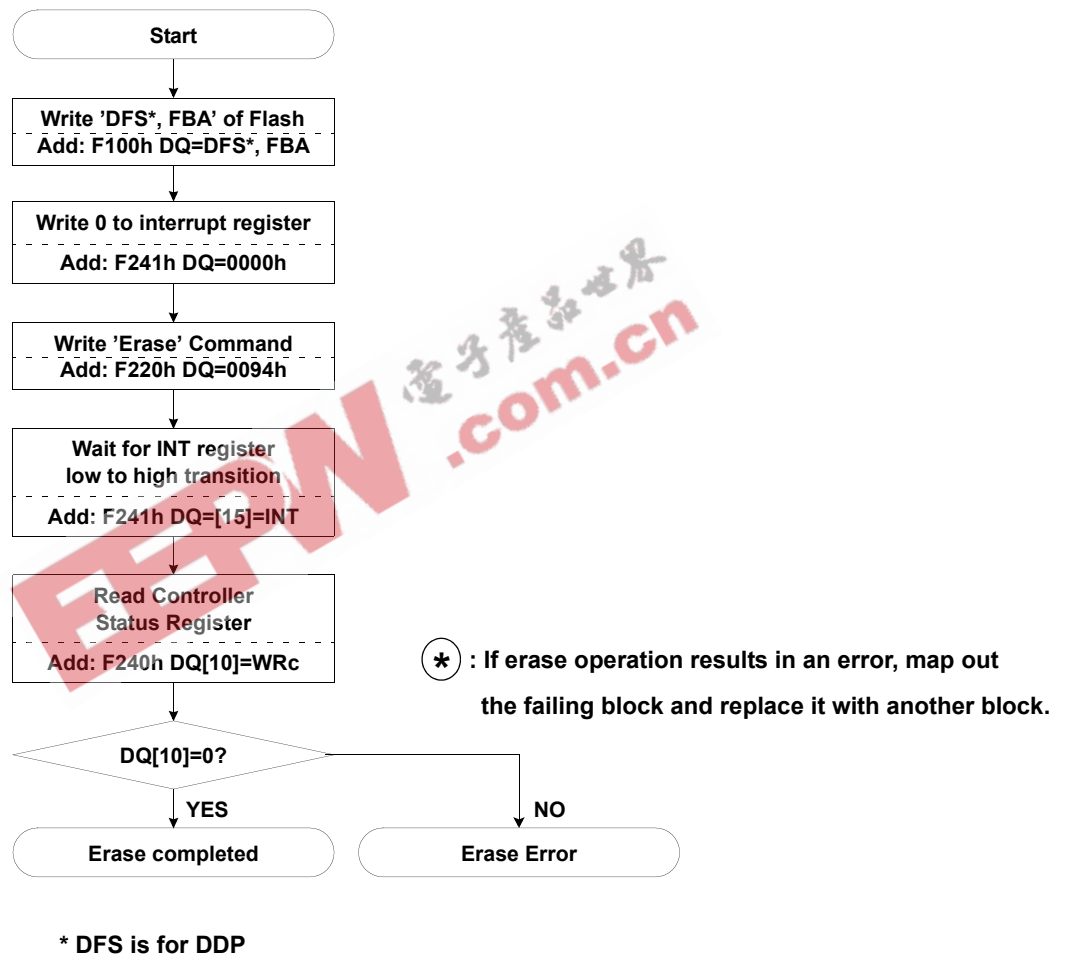 Start
Write ’DFS*, FBA’ of Flash
Add: F100h DQ=DFS*, FBA
Write 0 to interrupt register
Add: F241h DQ=0000h
Write ’Erase’ Command
Add: F220h DQ=0094h
Wait for INT register
low to high transition
Add: F241h DQ=[15]=INT
Read Controller
Status Register
Add: F240h DQ[10]=WRc
* : If erase operation results in an error, map out
the failing block and replace it with another block.
DQ[10]=0?
YES
NO
Erase completed
Erase Error
* DFS is for DDP
EEPW
電子產品世界
.com.cn